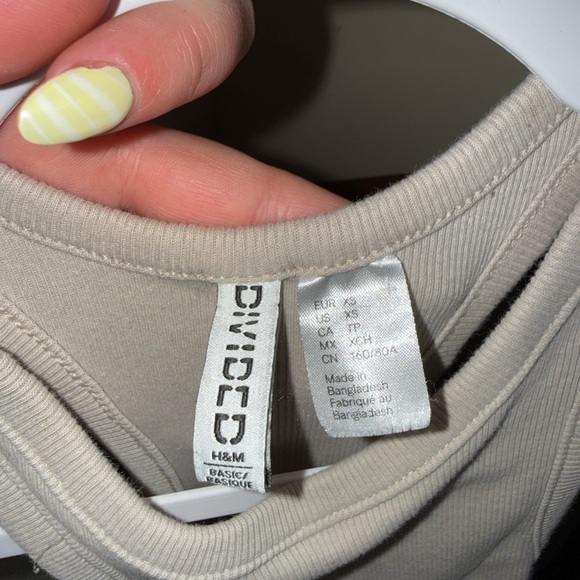 DIVIDED
H&M
BASIC/
BASIQUE
EUR XS
US XS
CA TP
MX XCH
CN 160/80A
Made in
Bangladesh
Fabriqué au
Bangladesh